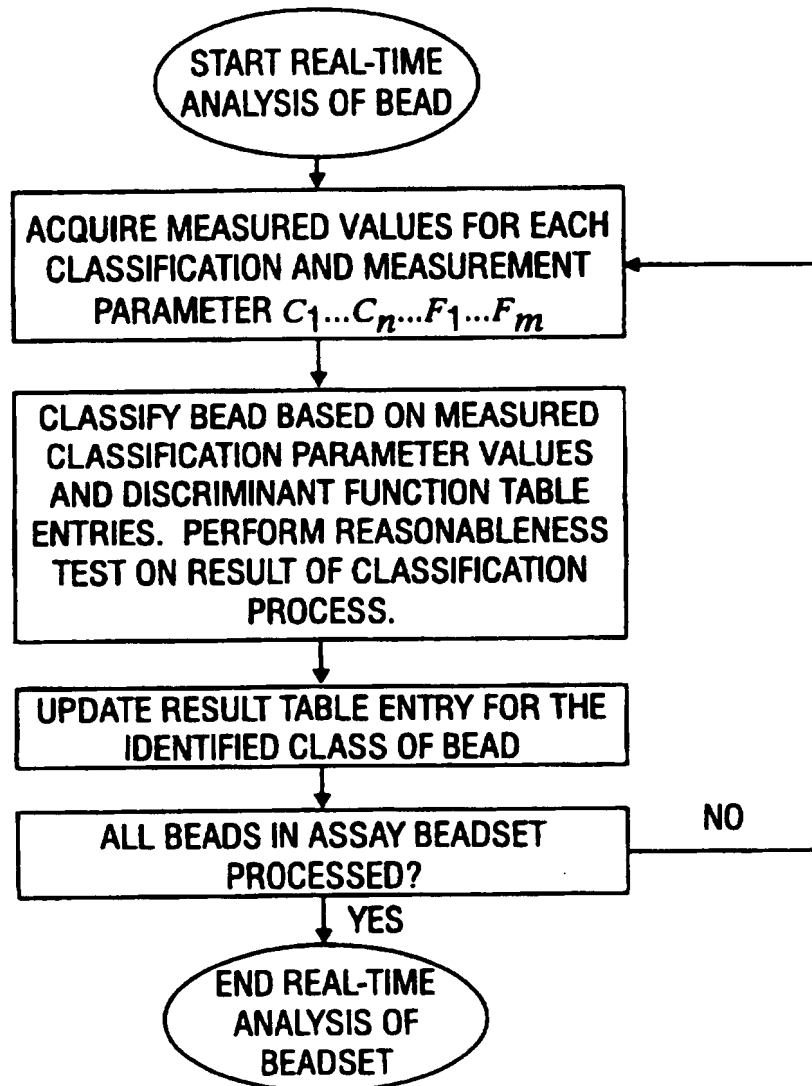 START REAL-TIME
ANALYSIS OF BEAD
ACQUIRE MEASURED VALUES FOR EACH
CLASSIFICATION AND MEASUREMENT
PARAMETER C1...Cn...F1...Fm
CLASSIFY BEAD BASED ON MEASURED
CLASSIFICATION PARAMETER VALUES
AND DISCRIMINANT FUNCTION TABLE
ENTRIES. PERFORM REASONABLENESS
TEST ON RESULT OF CLASSIFICATION
PROCESS.
UPDATE RESULT TABLE ENTRY FOR THE
IDENTIFIED CLASS OF BEAD
ALL BEADS IN ASSAY BEADSET
PROCESSED?
NO
YES
END REAL-TIME
ANALYSIS OF
BEADSET